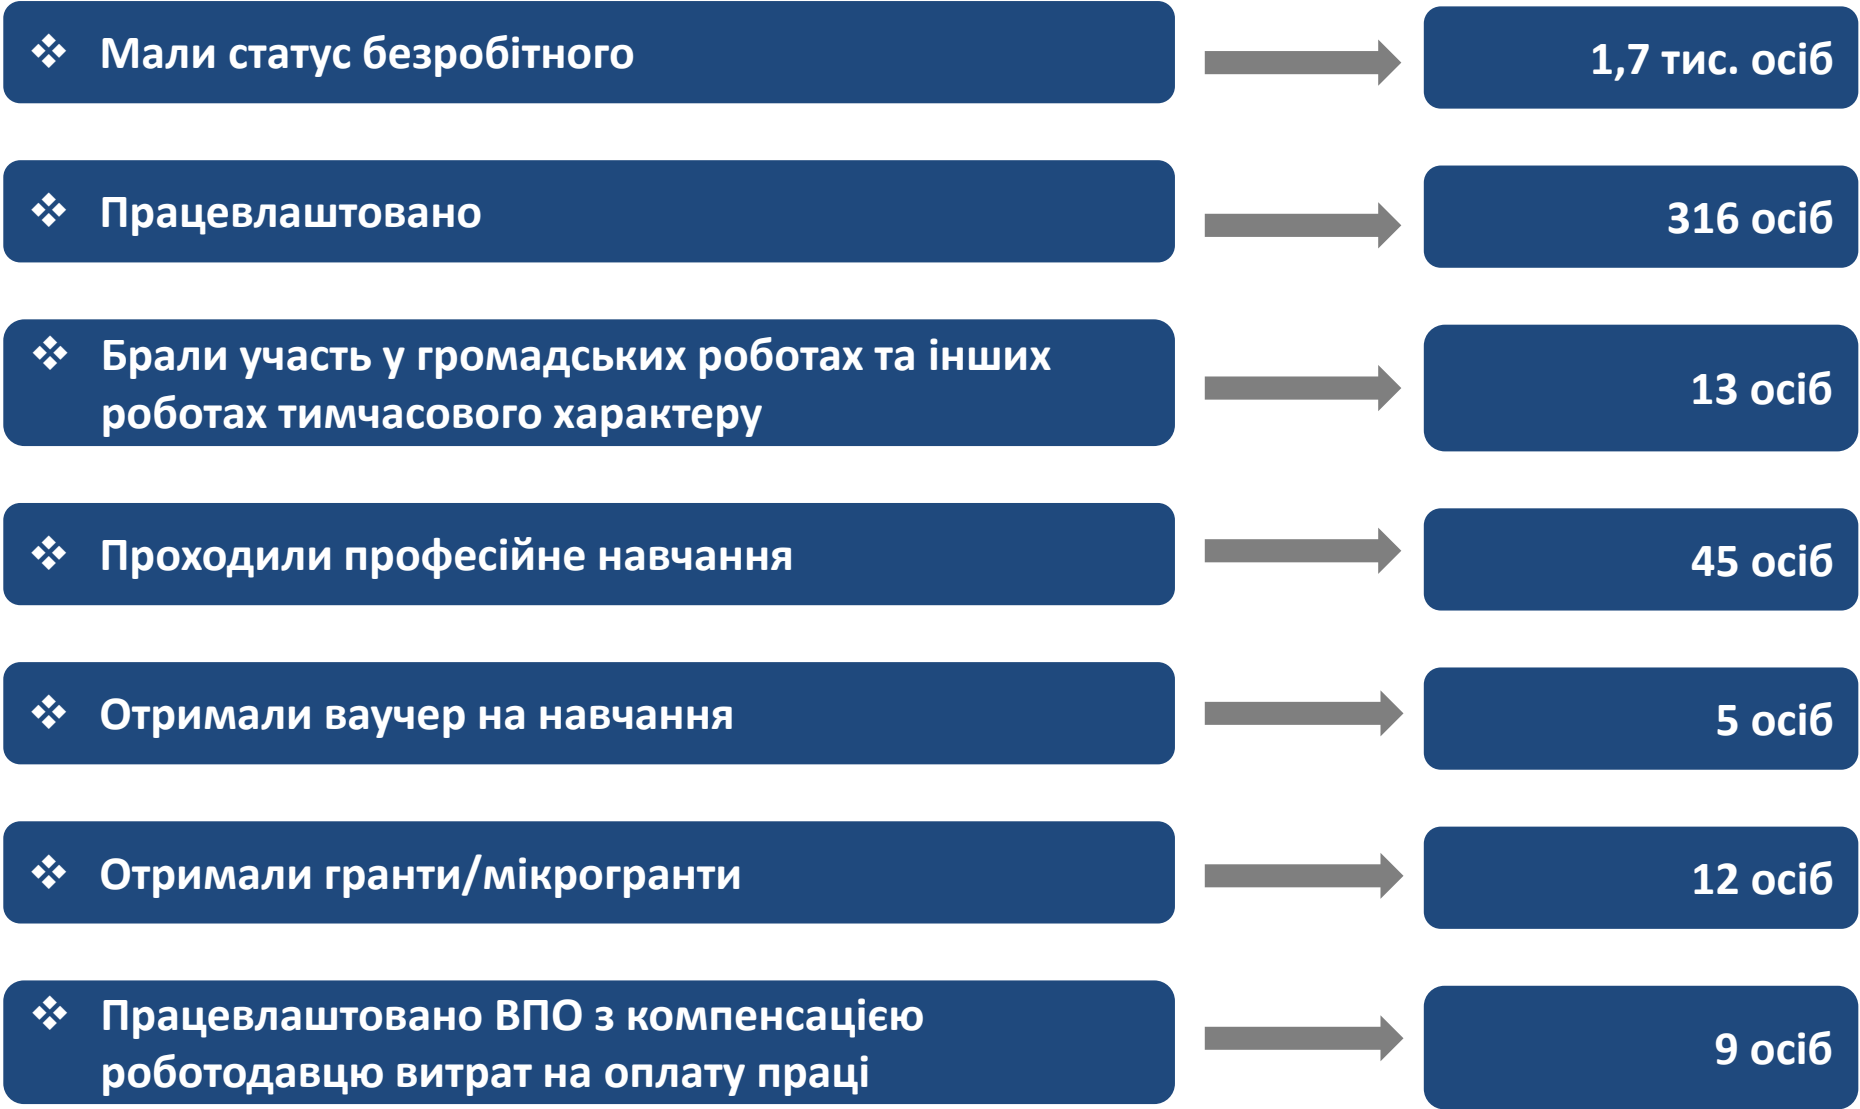 ❖ Мали статус безробітного
1,7 тис. осіб
❖ Працевлаштовано
316 осіб
❖ Брали участь у громадських роботах та інших
роботах тимчасового характеру
13 осіб
❖ Проходили професійне навчання
45 осіб
❖ Отримали ваучер на навчання
5 осіб
❖ Отримали гранти/мікрогранти
12 осіб
❖ Працевлаштовано ВПО з компенсацією
роботодавцю витрат на оплату праці
9 осіб